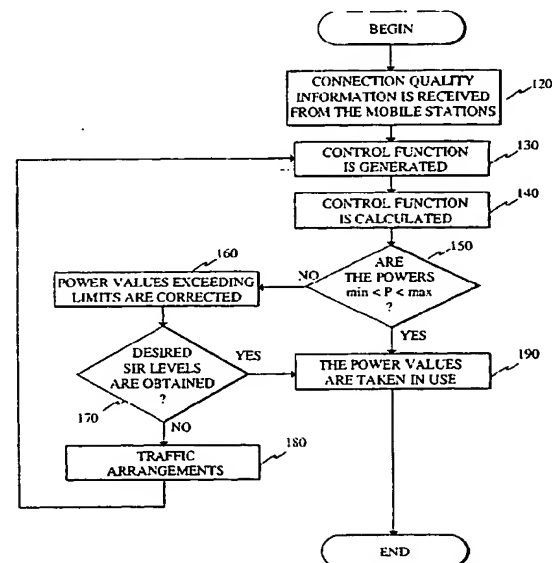 BEGIN
CONNECTION QUALITY
INFORMATION IS RECEIVED
FROM THE MOBILE STATIONS
120
CONTROL FUNCTION
IS GENERATED
130
CONTROL FUNCTION
IS CALCULATED
140
150
ARE
THE POWERS
min < P < max
?
NO
YES
160
POWER VALUES EXCEEDING
LIMITS ARE CORRECTED
DESIRED
SIR LEVELS
ARE OBTAINED
?
YES
170
NO
THE POWER VALUES
ARE TAKEN IN USE
190
TRAFFIC
ARRANGEMENTS
180
END